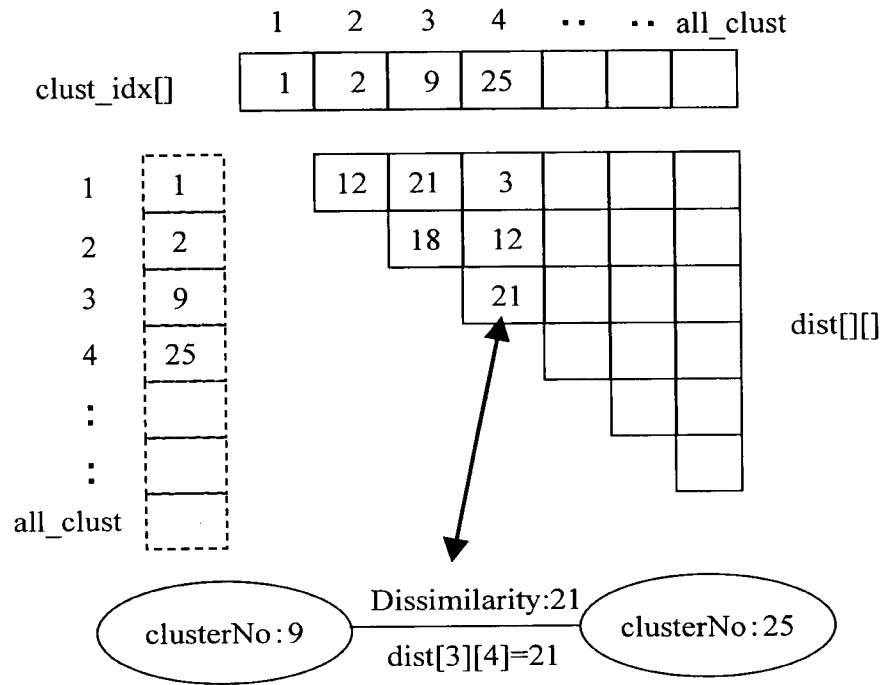 1 2 3 4 ·· ·· all_clust
clust_idx[] 1 2 9 25
1 1 12 21 3
2 2 18 12
3 9 21
dist[][]
4 25
:
:
all_clust
Dissimilarity:21
clusterNo:9 clusterNo:25
dist[3][4]=21